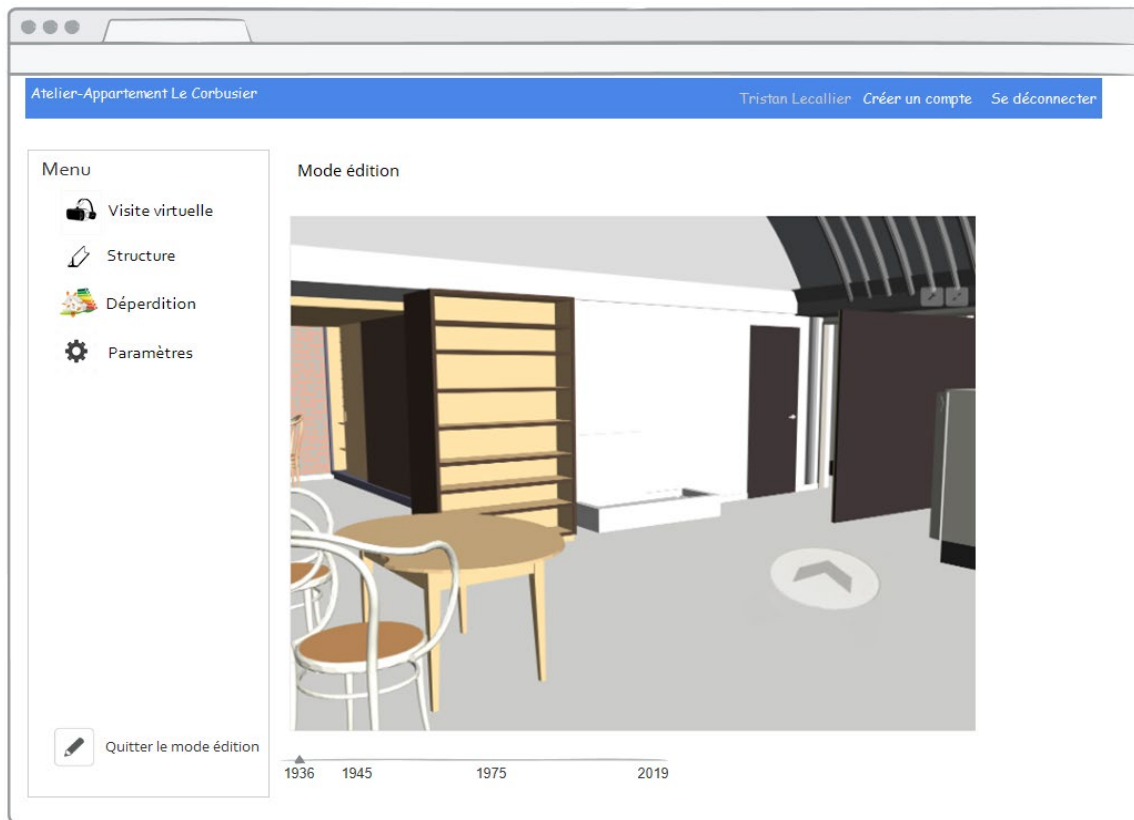 Atelier-Appartement Le Corbusier
Tristan Lecallier Créer un compte Se déconnecter
Menu
Mode édition
Visite virtuelle
Structure
Déperdition
Paramètres
Quitter le mode édition
1936 1945 1975 2019